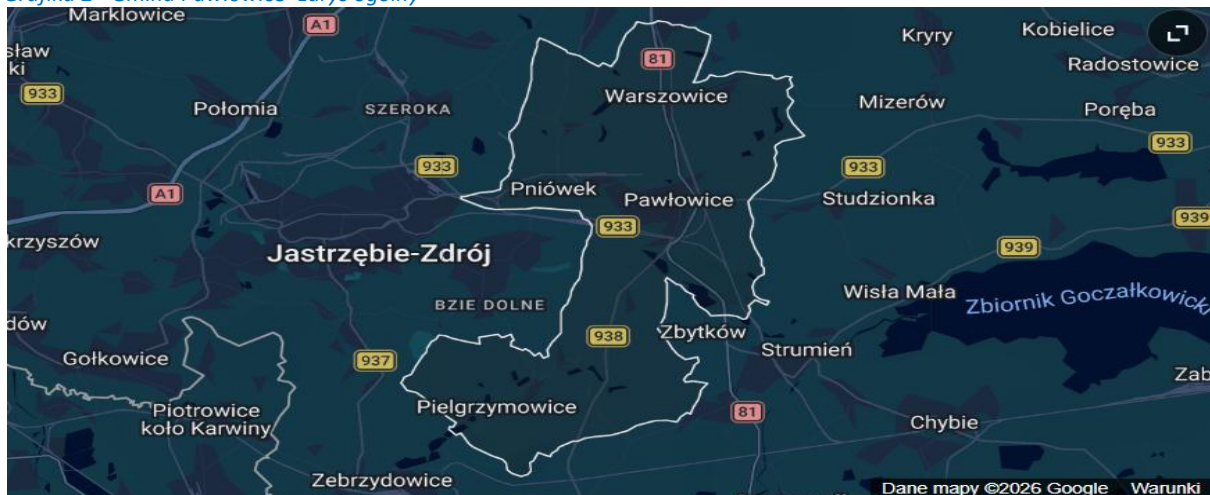 Marklowice
A1
81
Kryry
Kobielice
Radostowice
933
Połomia
SZEROKA
Warszowice
Mizerów
Poręba
933
933
933
A1
Pniówek
Pawłowice
Studzionka
933
939
krzyszów
Jastrzębie-Zdrój
939
BZIE DOLNE
Wisła Mała
Zbiornik Goczałkowicki
dów
938
Zbytków
Strumień
Gołkowice
937
Zab
Piotrowice
koło Karwiny
Pielgrzymowice
81
Chybie
Zebrzydowice
Dane mapy ©2026 Google Warunki